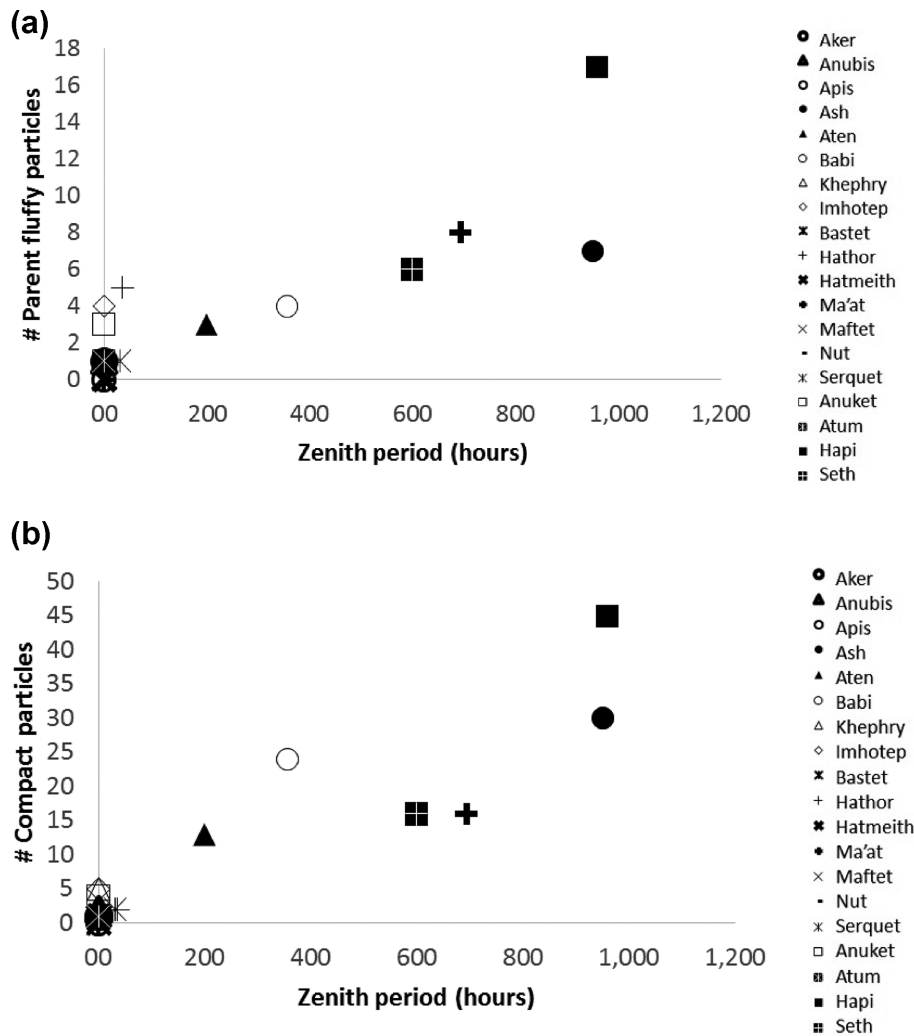 (a)
# Parent fluffy particles
18
16
14
12
10
8
6
4
2
0
00 200 400 600 800 1,000 1,200
Zenith period (hours)
Aker
Anubis
Apis
Ash
Aten
Babi
Khephry
Imhotep
Bastet
Hathor
Hatmeith
Ma'at
Maftet
Nut
Serquet
Anuket
Atum
Hapi
Seth
(b)
# Compact particles
50
45
40
35
30
25
20
15
10
5
0
00 200 400 600 800 1,000 1,200
Zenith period (hours)
Aker
Anubis
Apis
Ash
Aten
Babi
Khephry
Imhotep
Bastet
Hathor
Hatmeith
Ma'at
Maftet
Nut
Serquet
Anuket
Atum
Hapi
Seth